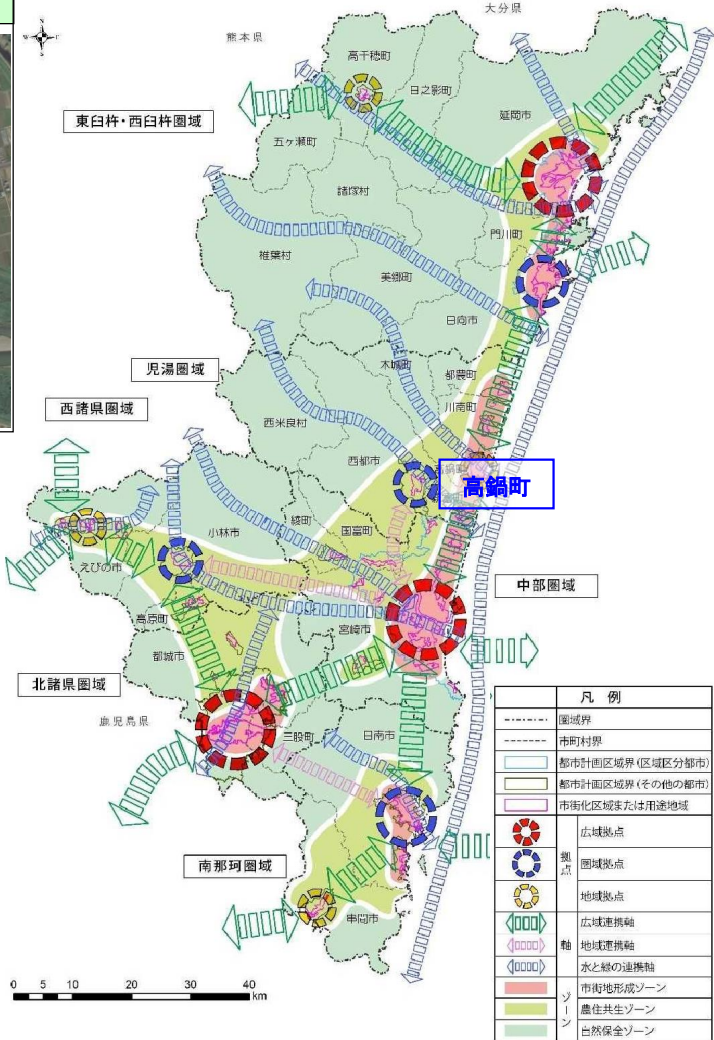 大分県
熊本県
高千穂町
日之影町
延岡市
東臼杵・西臼杵圏域
五ヶ瀬町
諸塚村
門川町
椎葉村
美郷町
日向市
児湯圏域
木城町
都農町
川南町
西諸県圏域
西米良村
西都市
高鍋町
小林市
綾町
国富町
えびの市
中部圏域
高原町
宮崎市
都城市
北諸県圏域
鹿児島県
三股町
日南市
南那珂圏域
串間市
0 5 10 20 30 40
km
凡 例
圏域界
市町村界
都市計画区域界(区域区分都市)
都市計画区域界(その他の都市)
市街化区域または用途地域
拠点
広域拠点
圏域拠点
地域拠点
軸
広域連携軸
地域連携軸
水と緑の連携軸
ゾーン
市街地形成ゾーン
農住共生ゾーン
自然保全ゾーン